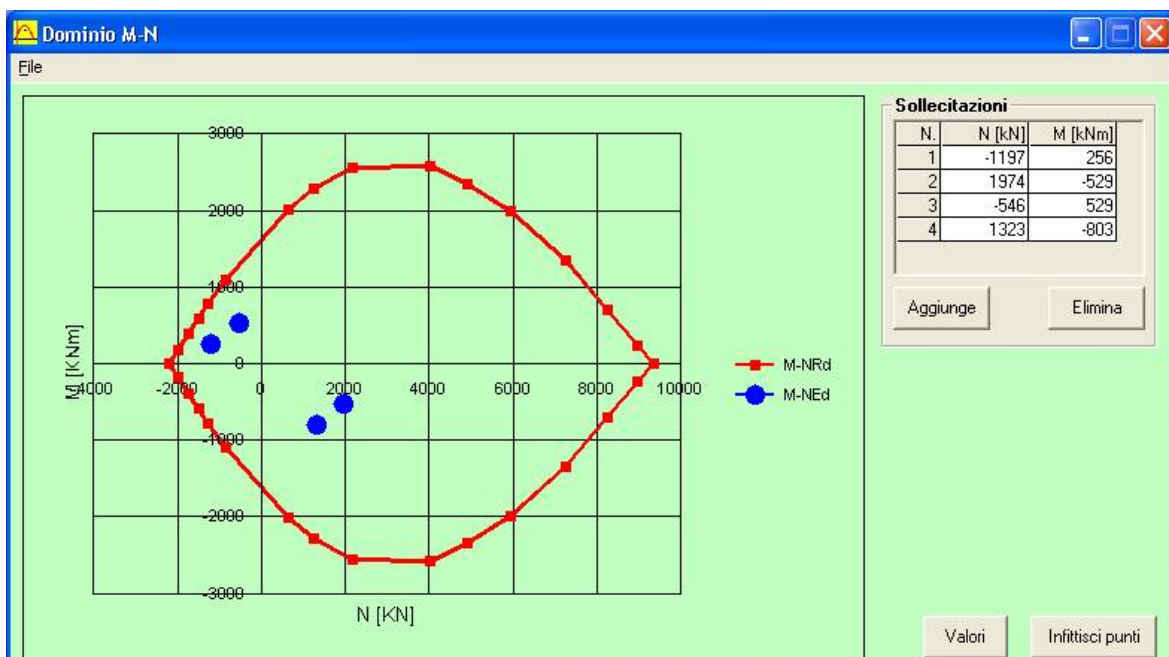 Dominio M-N
File
3000
2000
1000
0
-4000 -2000 0 2000 4000 6000 8000 10000
-1000
-2000
-3000
M [KNm]
N [KN]
M-NRd
M-NEd
Sollecitazioni
N. N [kN] M [kNm]
1 -1197 256
2 1974 -529
3 -546 529
4 1323 -803
Aggiunge Elimina
Valori Infittisci punti